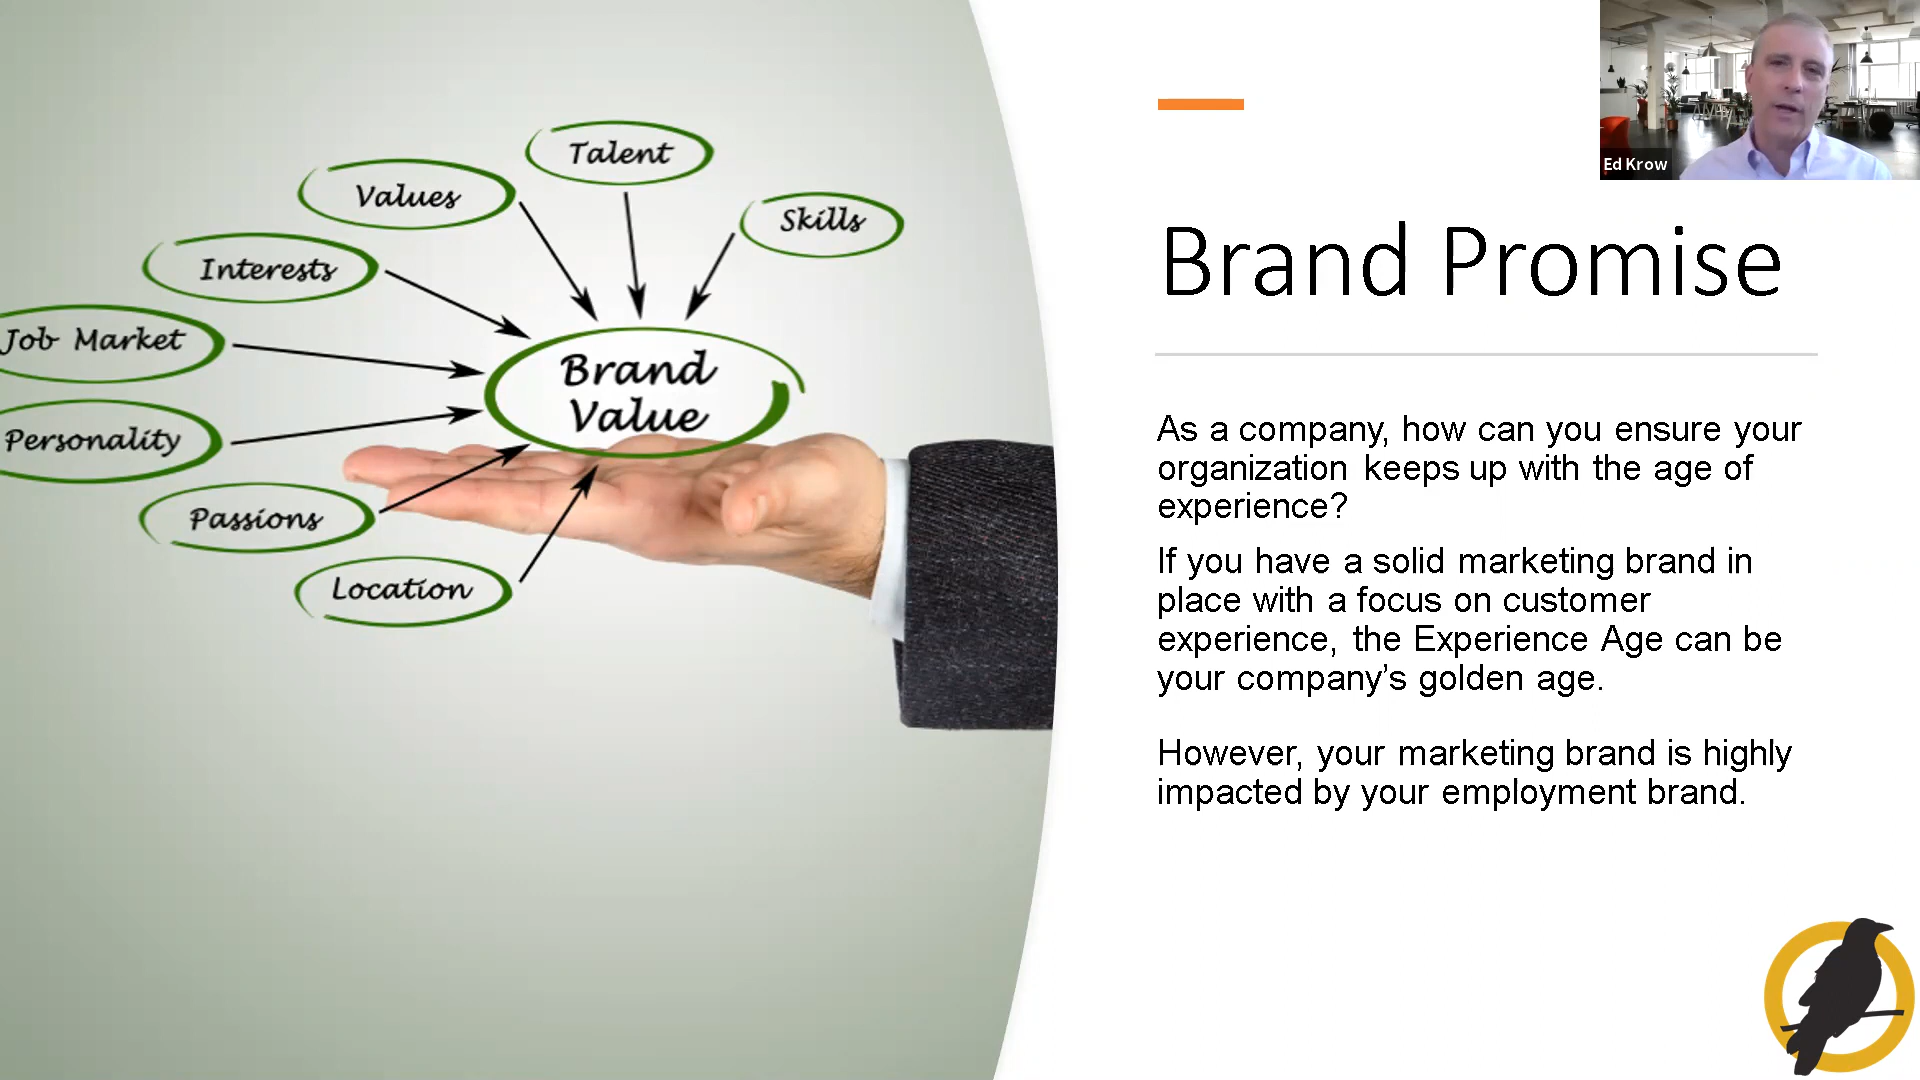 Talent
Values
Skills
Interests
Job Market
Personality
Passions
Location
Brand
Value
Ed Krow
Brand Promise
As a company, how can you ensure your
organization keeps up with the age of
experience?
If you have a solid marketing brand in
place with a focus on customer
experience, the Experience Age can be
your company’s golden age.
However, your marketing brand is highly
impacted by your employment brand.